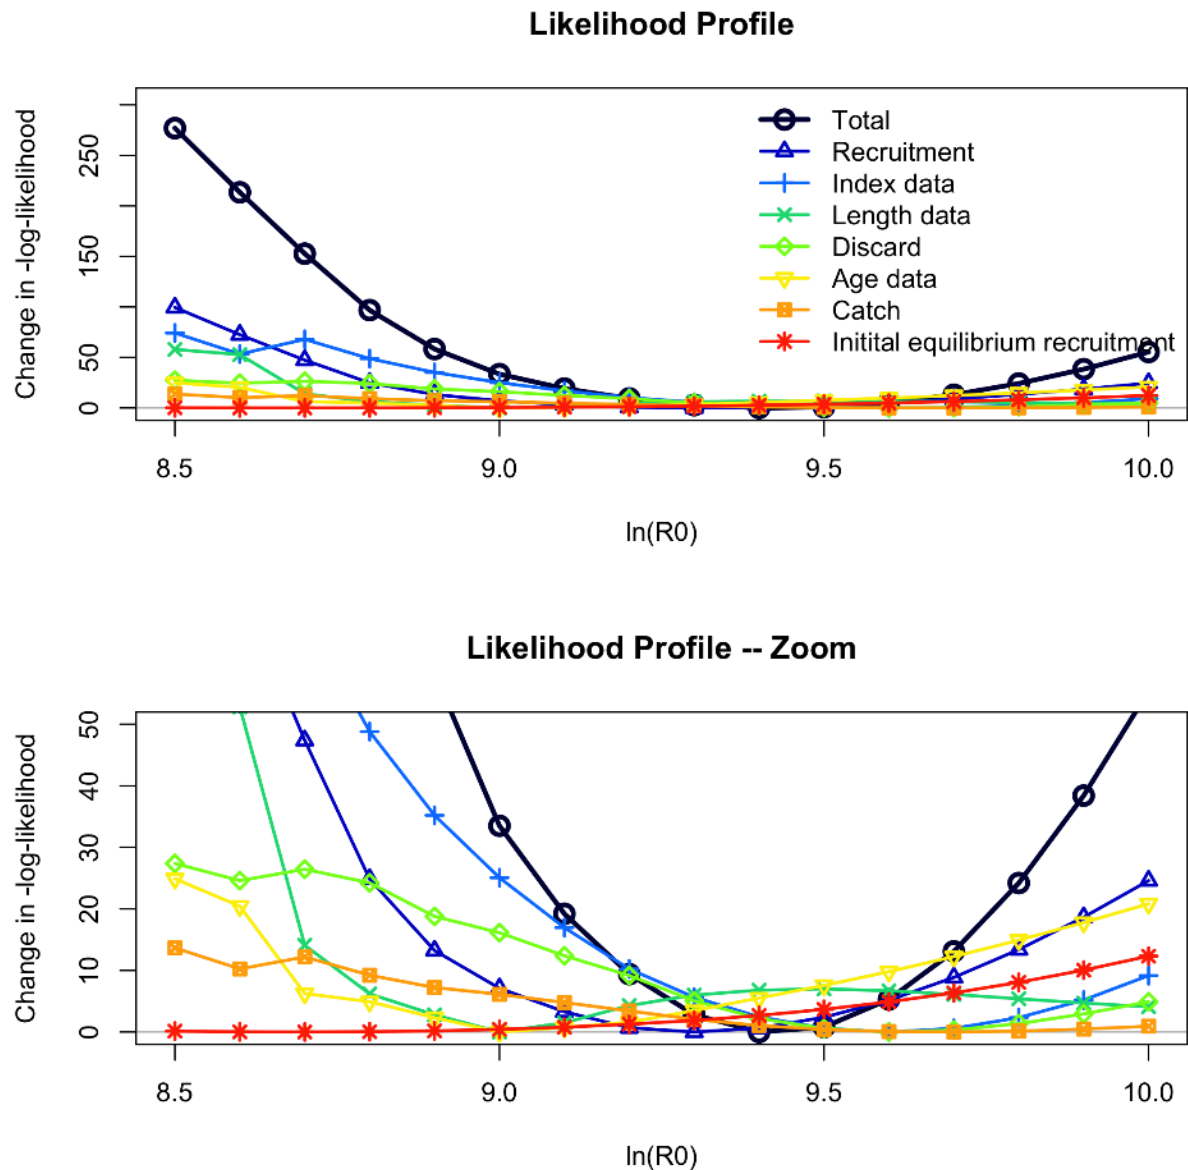 Likelihood Profile
Change in -log-likelihood
250
150
50
0
Total
Recruitment
Index data
Length data
Discard
Age data
Catch
Initital equilibrium recruitment
8.5 9.0 9.5 10.0
ln(R0)
Likelihood Profile -- Zoom
Change in -log-likelihood
50
40
30
20
10
0
8.5 9.0 9.5 10.0
ln(R0)